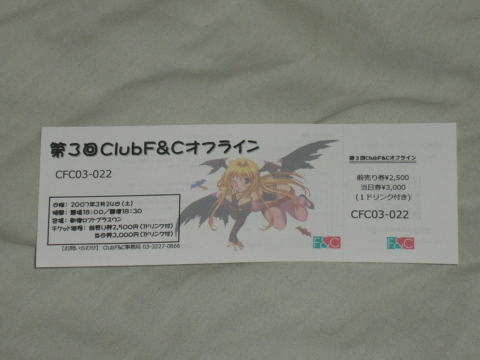 第3回ClubF&Cオフライン
CFC03-022
日時：2007年3月24日（土）
時間：開場18:00／開演18:30
会場：新宿ロフトプラスワン
チケット価格：前売り券2,500円（1ドリンク付）
当日券3,000円（1ドリンク付）
【お問い合わせ】 ClubF&C事務局 03-3227-0866
F&C
第3回ClubF&Cオフライン
前売り券¥2,500
当日券¥3,000
（1ドリンク付き）
CFC03-022
F&C